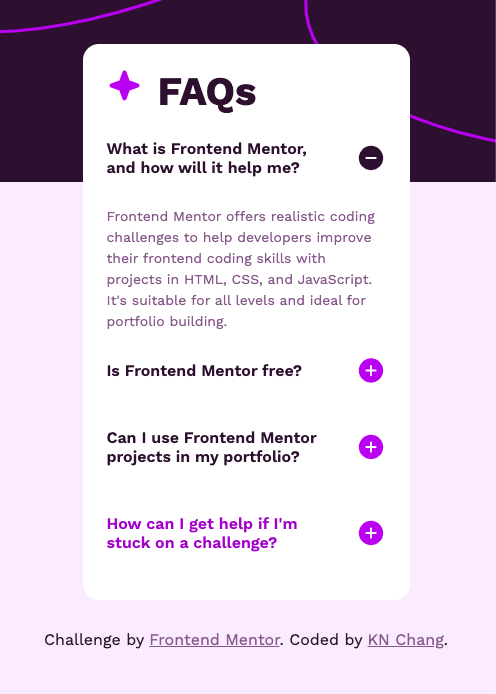 FAQs
What is Frontend Mentor,
and how will it help me?
Frontend Mentor offers realistic coding
challenges to help developers improve
their frontend coding skills with
projects in HTML, CSS, and JavaScript.
It's suitable for all levels and ideal for
portfolio building.
Is Frontend Mentor free?
Can I use Frontend Mentor
projects in my portfolio?
How can I get help if I'm
stuck on a challenge?
Challenge by Frontend Mentor. Coded by KN Chang.